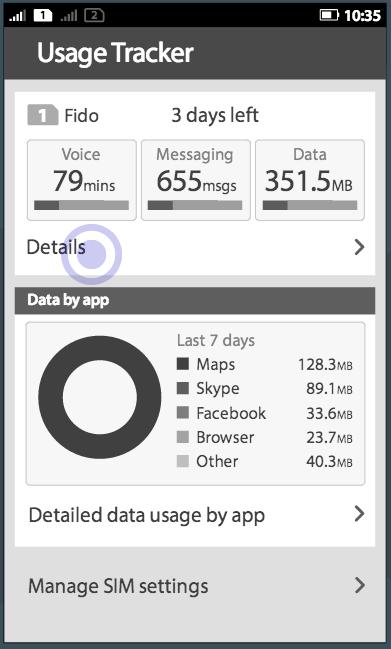 1 2 10:35
Usage Tracker
1 Fido 3 days left
Voice Messaging Data
79mins 655msgs 351.5MB
Details
Data by app
Last 7 days
Maps 128.3MB
Skype 89.1MB
Facebook 33.6MB
Browser 23.7MB
Other 40.3MB
Detailed data usage by app
Manage SIM settings